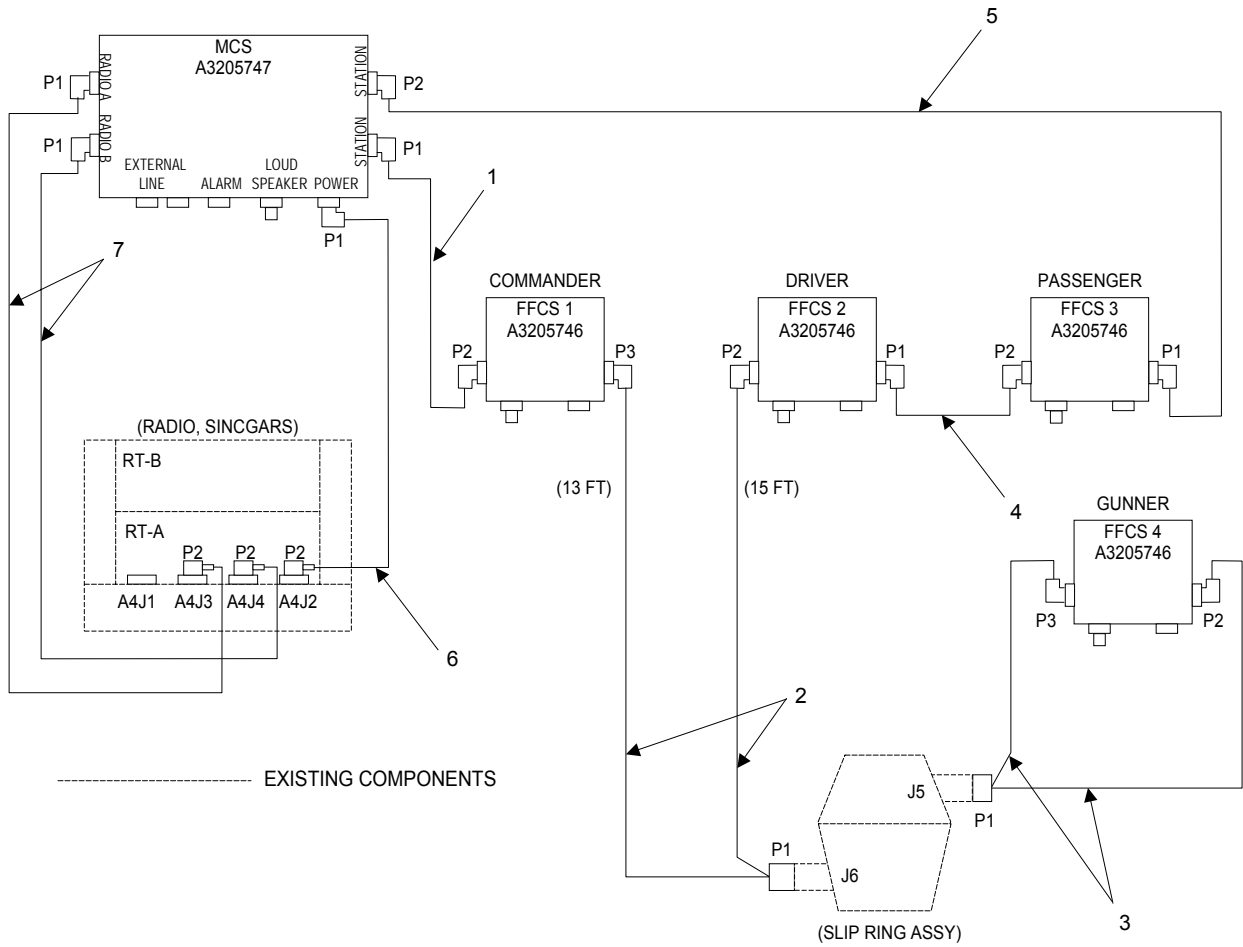 5
MCS
A3205747
P1
RADIO A
STATION
P2
P1
RADIO B
STATION
P1
EXTERNAL
LINE
ALARM
LOUD
SPEAKER
POWER
P1
1
7
COMMANDER
FFCS 1
A3205746
P2
P3
DRIVER
FFCS 2
A3205746
P2
P1
PASSENGER
FFCS 3
A3205746
P2
P1
(RADIO, SINCGARS)
RT-B
RT-A
P2
P2
P2
A4J1
A4J3
A4J4
A4J2
6
(13 FT)
(15 FT)
4
GUNNER
FFCS 4
A3205746
P3
P2
2
EXISTING COMPONENTS
J5
P1
P1
J6
3
(SLIP RING ASSY)